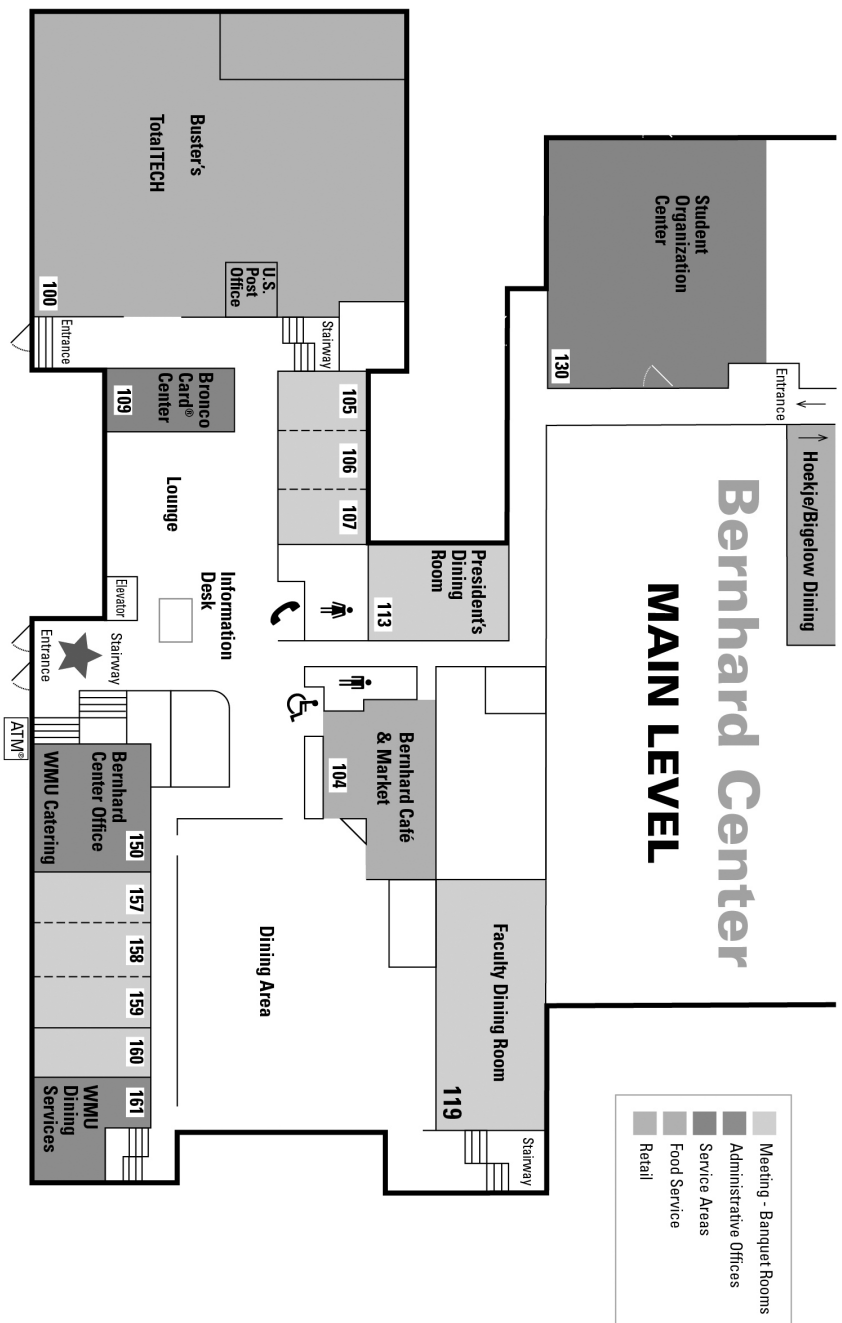 Bernhard Center
MAIN LEVEL
Meeting - Banquet Rooms
Administrative Offices
Service Areas
Food Service
Retail
Hoekje/Bigelow Dining
Entrance
Student
Organization
Center
130
Buster's
TotalTECH
U.S.
Post
Office
100
Entrance
Stairway
Bronco
Card®
Center
109
105
106
107
President's
Dining
Room
113
Lounge
Information
Desk
Elevator
Stairway
Entrance
ATM®
Bernhard Café
& Market
104
Faculty Dining Room
119
Stairway
Dining Area
Bernhard
Center Office
WMU Catering
150
157
158
159
160
161
WMU
Dining
Services